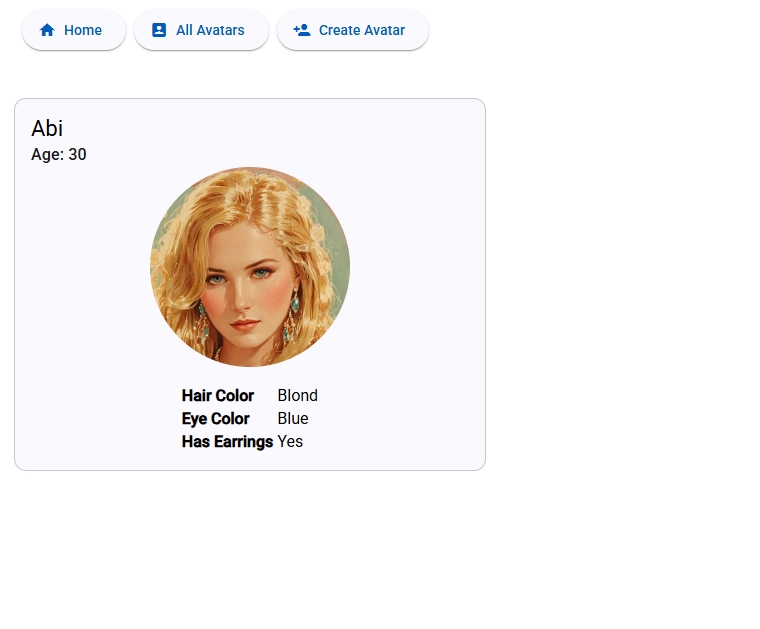 Home All Avatars Create Avatar
Abi
Age: 30
Hair Color Blond
Eye Color Blue
Has Earrings Yes